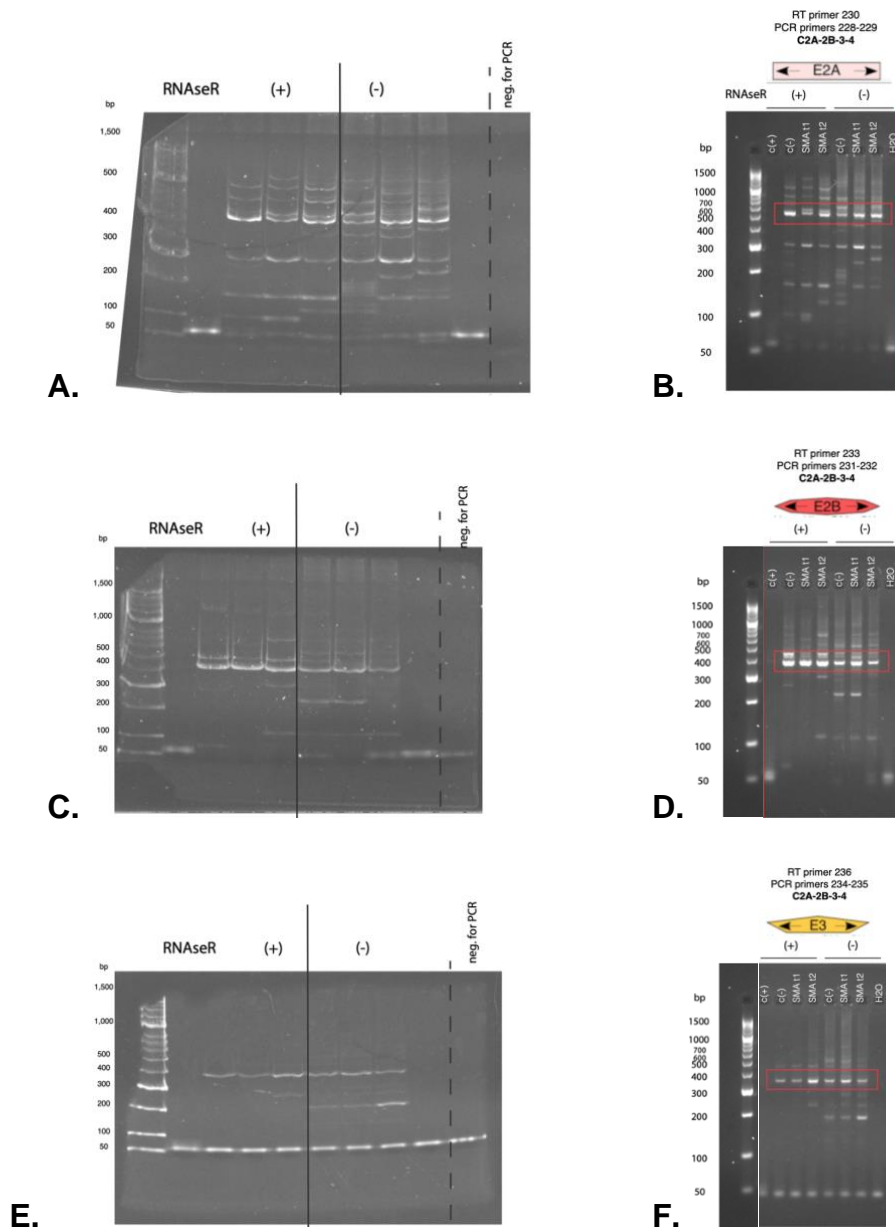 RNAseR (+) (-) neg. for PCR
bp
1,500
500
400
300
200
100
50
A.
RT primer 230
PCR primers 228-229
C2A-2B-3-4
E2A
RNAseR (+) (-)
c(+) c(-) SMA t1 SMA t2 c(-) SMA t1 SMA t2 H2O
bp
1500
1000
700
600
500
400
300
200
100
50
B.
RNAseR (+) (-) neg. for PCR
bp
1,500
1,000
500
400
300
200
100
50
C.
RT primer 233
PCR primers 231-232
C2A-2B-3-4
E2B
(+) (-)
c(+) c(-) SMA t1 SMA t2 c(-) SMA t1 SMA t2 H2O
bp
1500
1000
700
600
500
400
300
200
100
50
D.
RNAseR (+) (-) neg. for PCR
bp
1,500
1,000
500
400
300
200
100
50
E.
RT primer 236
PCR primers 234-235
C2A-2B-3-4
E3
(+) (-)
c(+) c(-) SMA t1 SMA t2 c(-) SMA t1 SMA t2 H2O
bp
1500
1000
700
600
500
400
300
200
100
50
F.